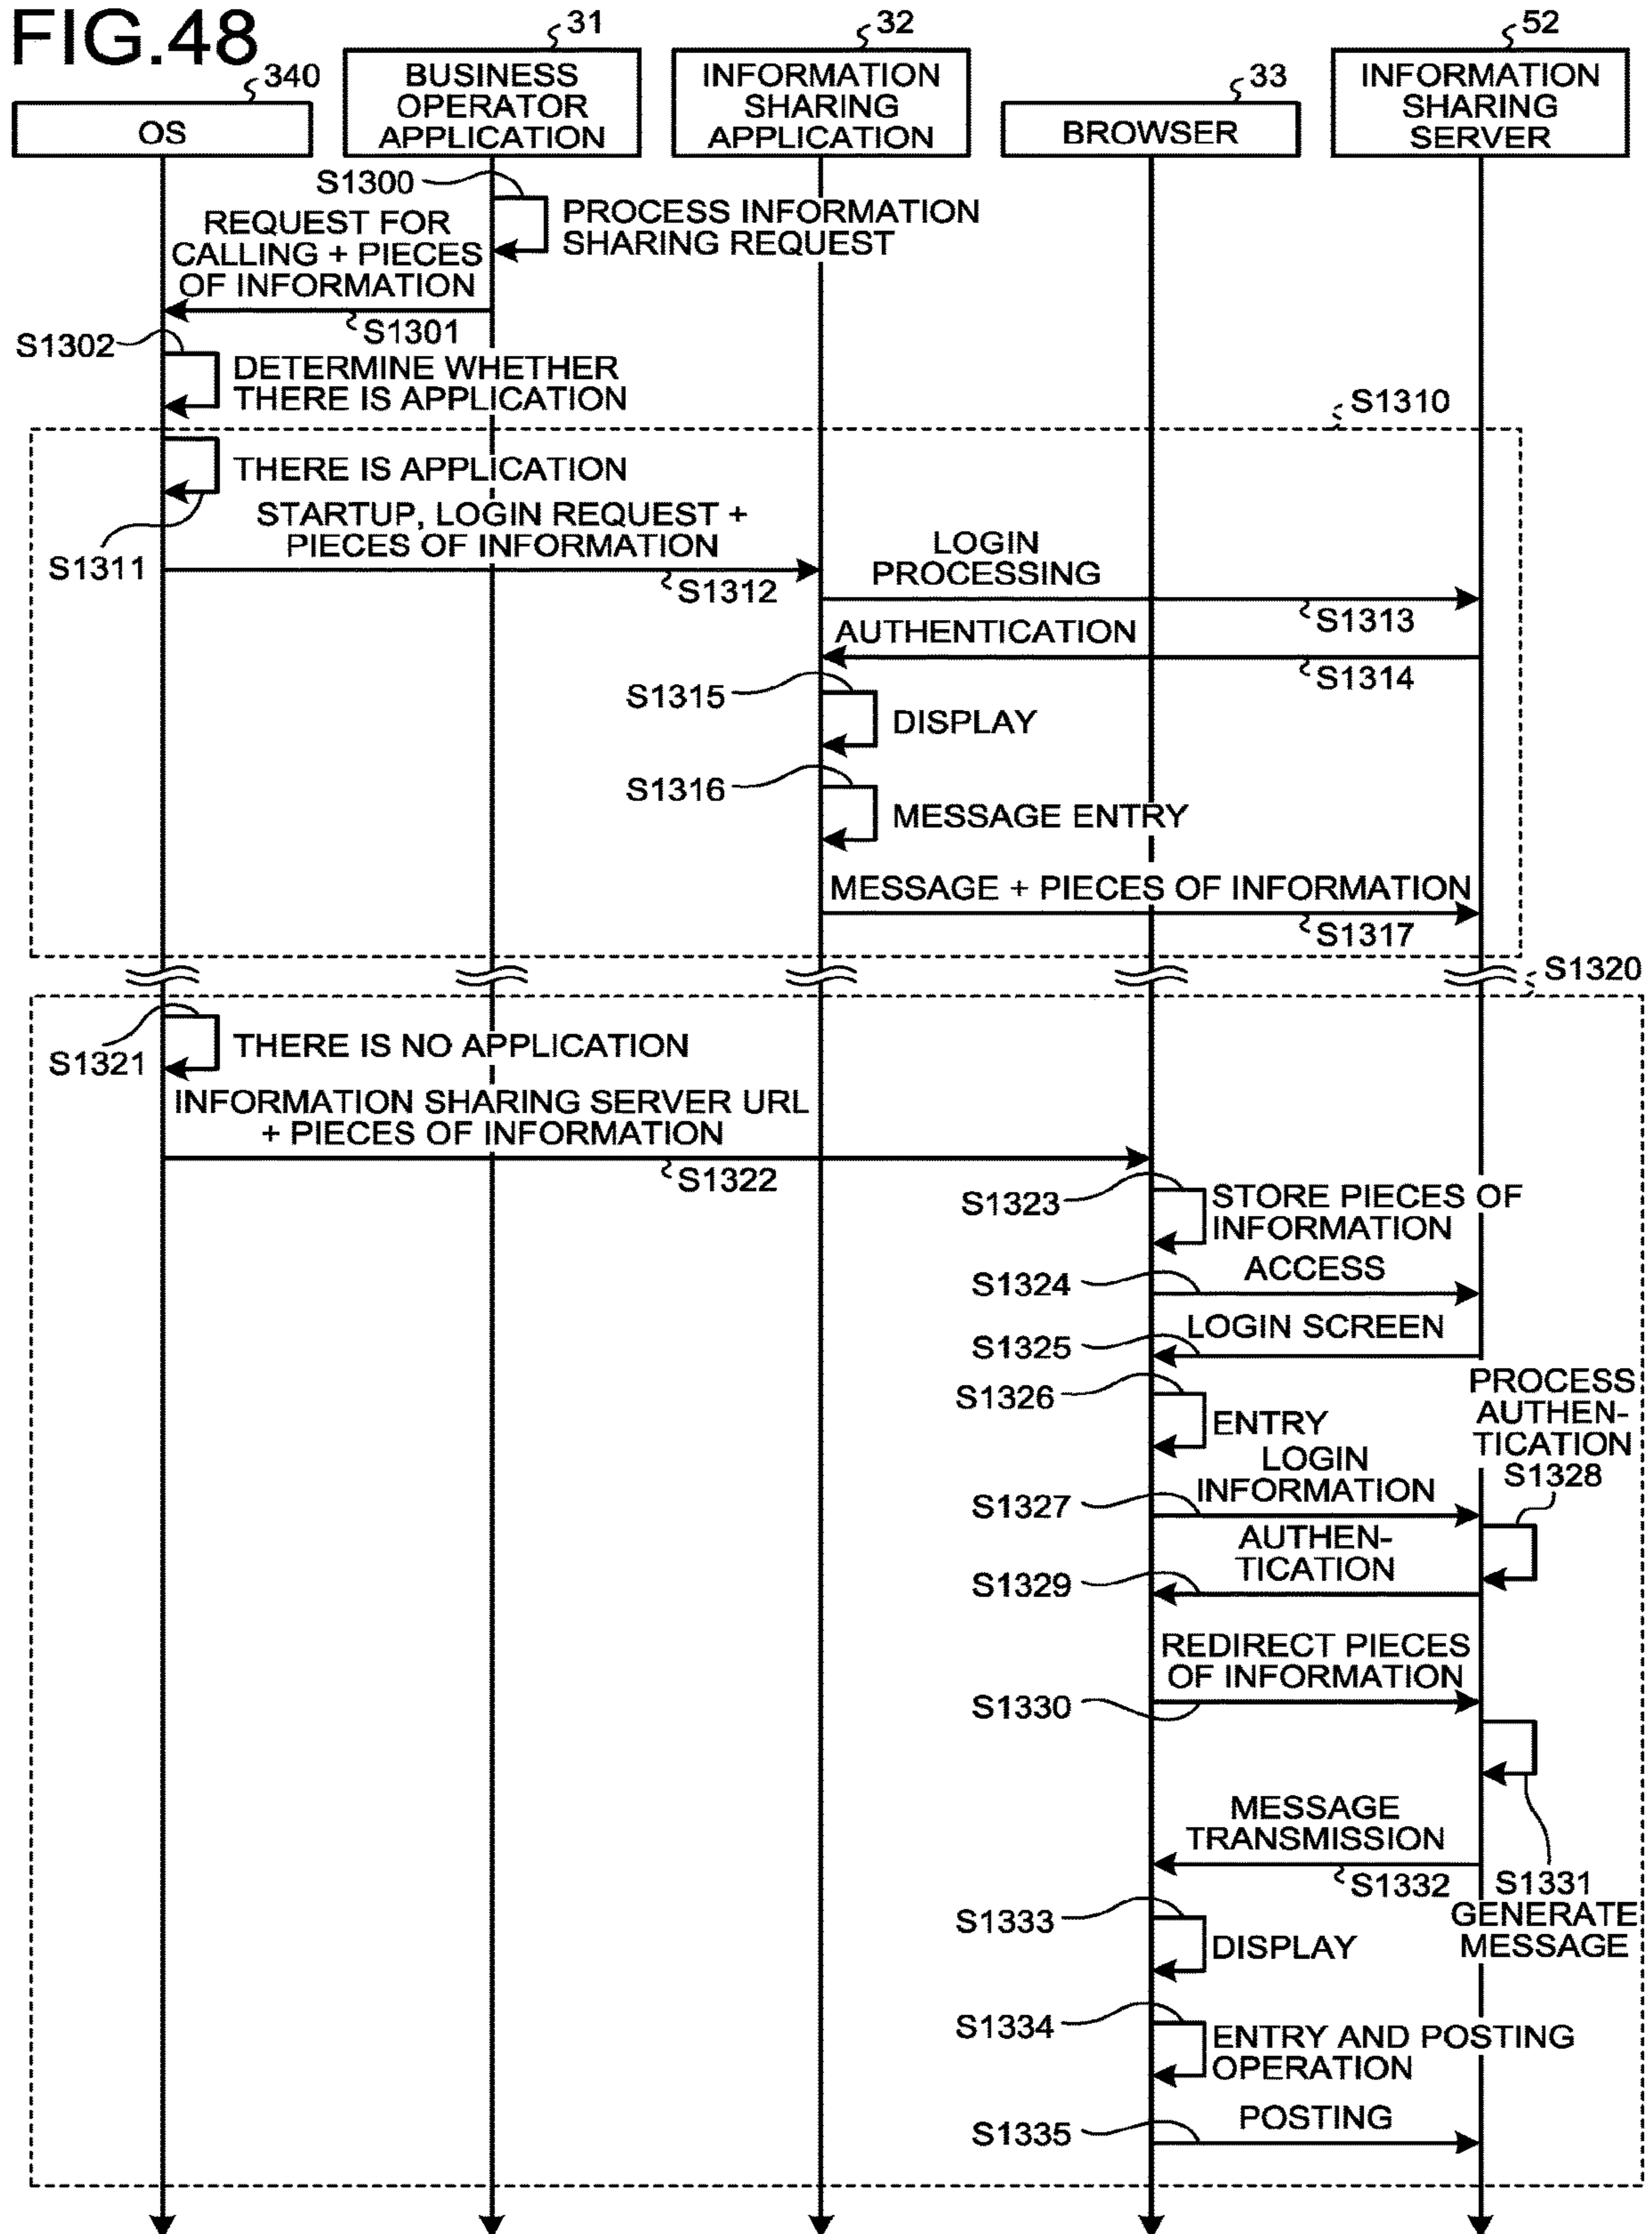 FIG.48
340
OS
31
BUSINESS
OPERATOR
APPLICATION
32
INFORMATION
SHARING
APPLICATION
33
BROWSER
52
INFORMATION
SHARING
SERVER
S1300
PROCESS INFORMATION
SHARING REQUEST
REQUEST FOR
CALLING + PIECES
OF INFORMATION
S1301
S1302
DETERMINE WHETHER
THERE IS APPLICATION
S1310
THERE IS APPLICATION
S1311
STARTUP, LOGIN REQUEST +
PIECES OF INFORMATION
S1312
LOGIN
PROCESSING
S1313
AUTHENTICATION
S1314
S1315
DISPLAY
S1316
MESSAGE ENTRY
MESSAGE + PIECES OF INFORMATION
S1317
S1320
S1321
THERE IS NO APPLICATION
INFORMATION SHARING SERVER URL
+ PIECES OF INFORMATION
S1322
S1323
STORE PIECES OF
INFORMATION
S1324
ACCESS
S1325
LOGIN SCREEN
S1326
ENTRY
PROCESS
AUTHEN-
TICATION
S1328
S1327
LOGIN
INFORMATION
S1329
AUTHEN-
TICATION
REDIRECT PIECES
OF INFORMATION
S1330
S1331
GENERATE
MESSAGE
MESSAGE
TRANSMISSION
S1332
S1333
DISPLAY
S1334
ENTRY AND POSTING
OPERATION
S1335
POSTING